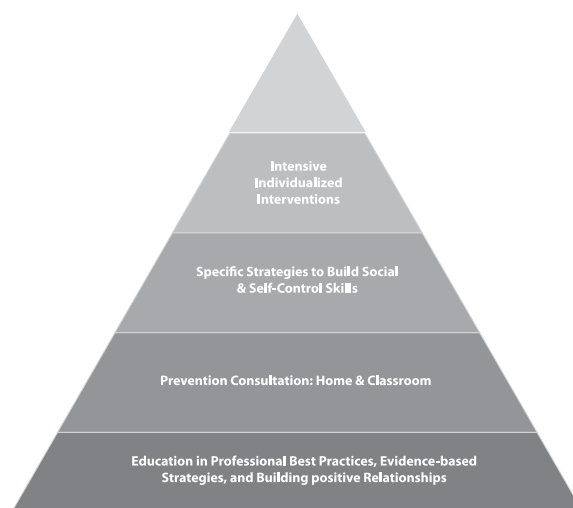 Intensive
Individualized
Interventions
Specific Strategies to Build Social
& Self-Control Skills
Prevention Consultation: Home & Classroom
Education in Professional Best Practices, Evidence-based
Strategies, and Building positive Relationships